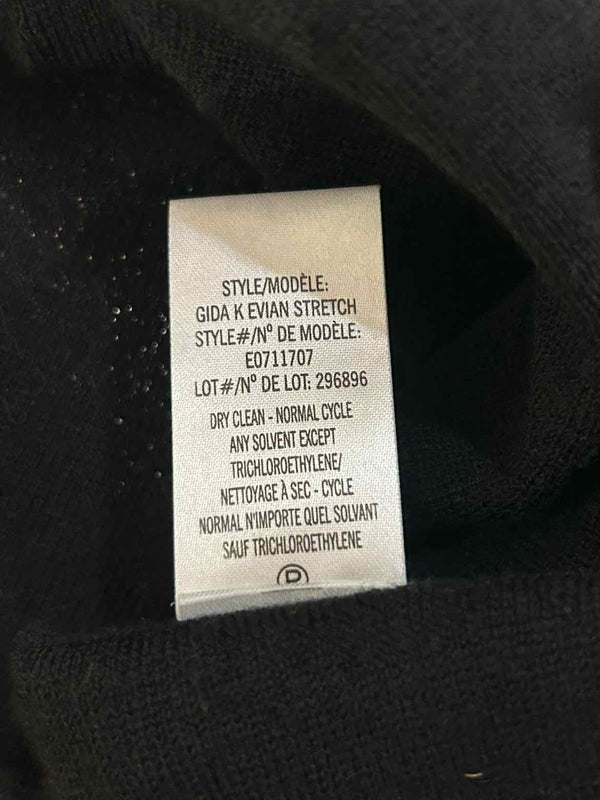 STYLE/MODÈLE:
GIDA K EVIAN STRETCH
STYLE#/Nº DE MODÈLE:
E0711707
LOT#/Nº DE LOT: 296896
DRY CLEAN - NORMAL CYCLE
ANY SOLVENT EXCEPT
TRICHLOROETHYLENE/
NETTOYAGE À SEC - CYCLE
NORMAL N'IMPORTE QUEL SOLVANT
SAUF TRICHLOROETHYLENE
P